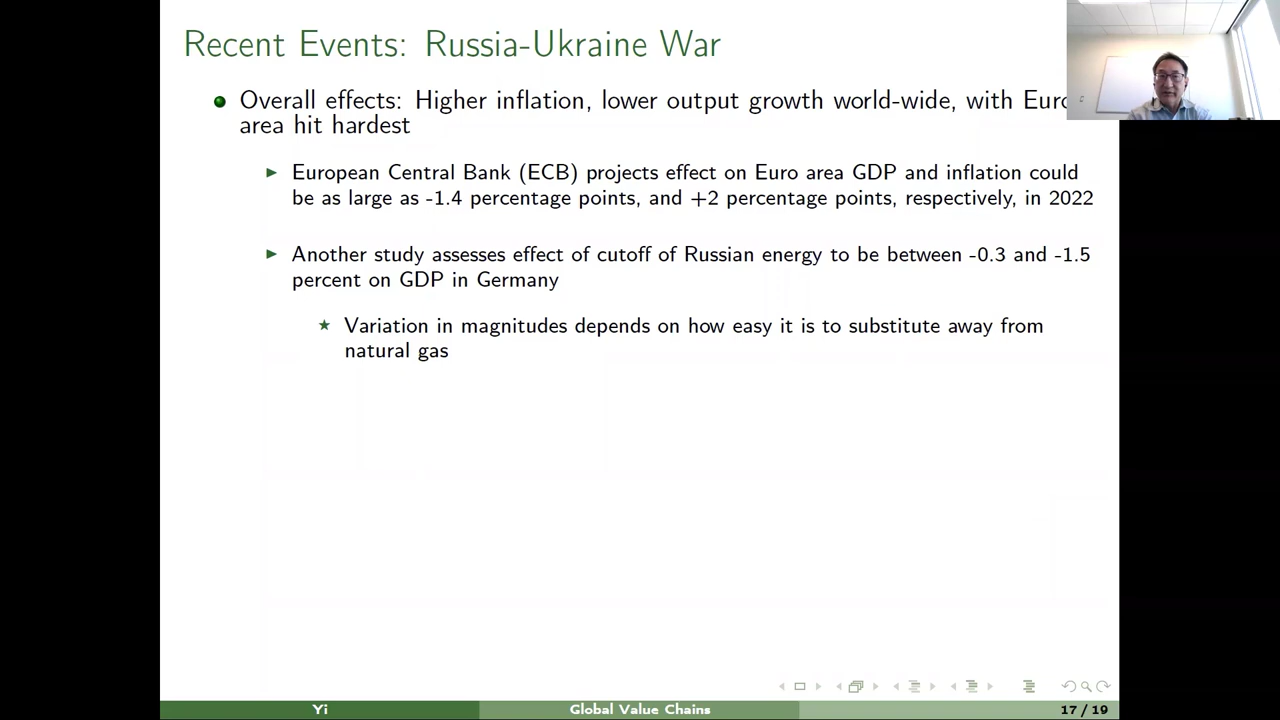 Recent Events: Russia-Ukraine War
Overall effects: Higher inflation, lower output growth world-wide, with Euro
area hit hardest
European Central Bank (ECB) projects effect on Euro area GDP and inflation could
be as large as -1.4 percentage points, and +2 percentage points, respectively, in 2022
Another study assesses effect of cutoff of Russian energy to be between -0.3 and -1.5
percent on GDP in Germany
Variation in magnitudes depends on how easy it is to substitute away from
natural gas
Yi
Global Value Chains
17 / 19